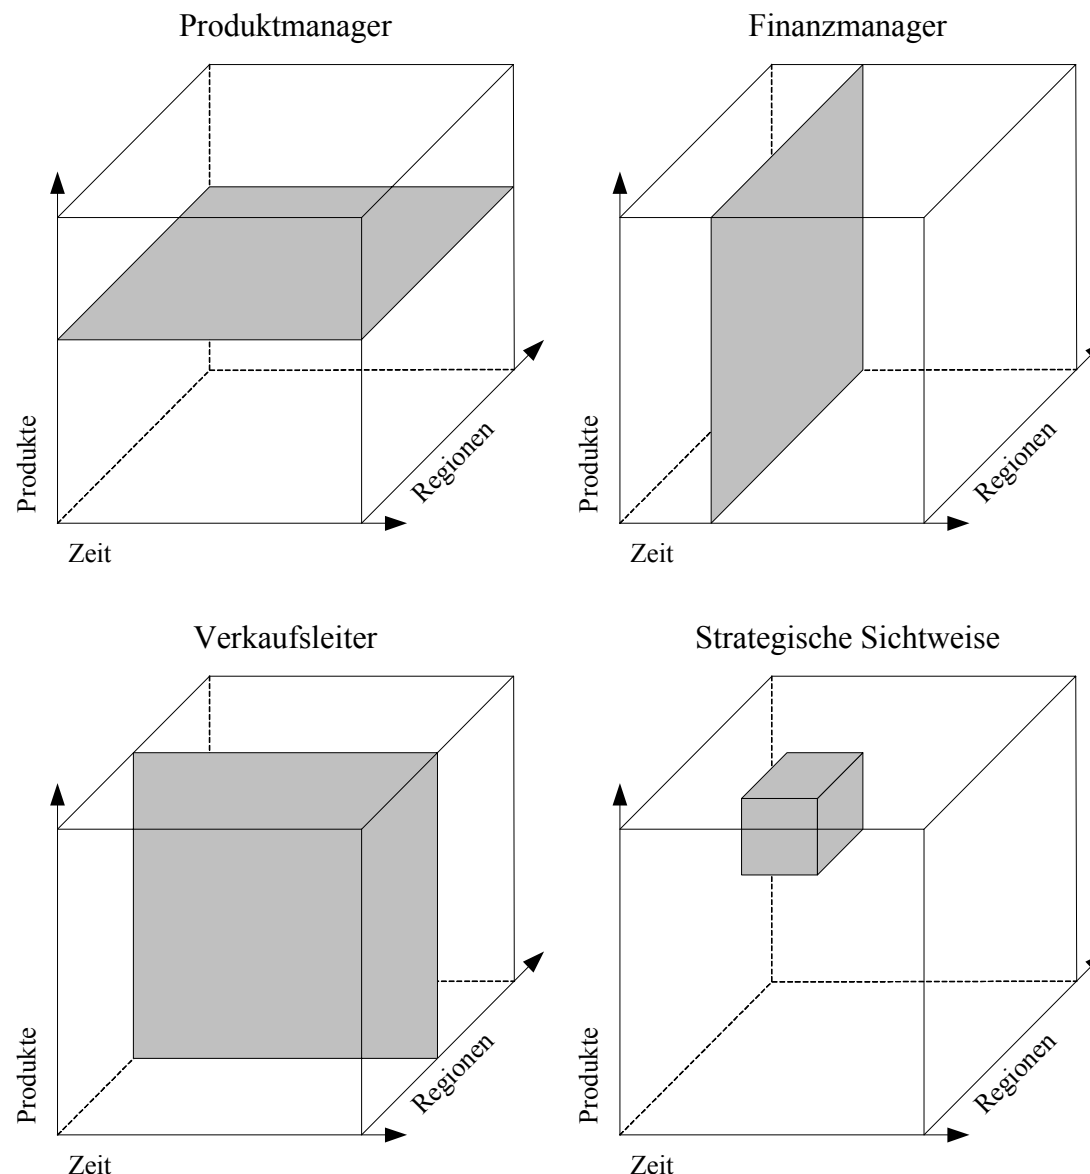 Produktmanager
Finanzmanager
Produkte
Regionen
Zeit
Produkte
Regionen
Zeit
Verkaufsleiter
Strategische Sichtweise
Produkte
Regionen
Zeit
Produkte
Regionen
Zeit